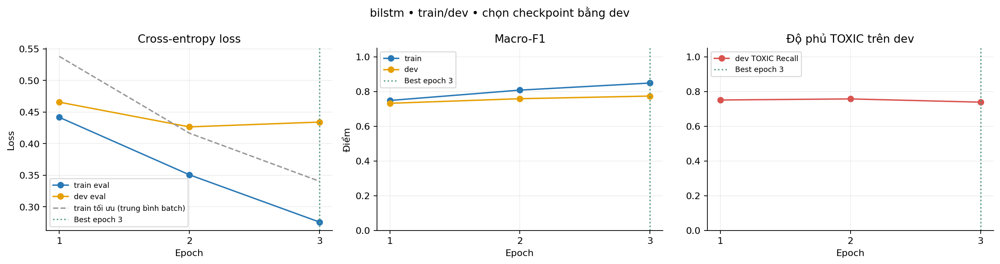 bilstm • train/dev • chọn checkpoint bằng dev
Cross-entropy loss
Loss
0.55
0.50
0.45
0.40
0.35
0.30
train eval
dev eval
train tối ưu (trung bình batch)
Best epoch 3
1 2 3
Epoch
Macro-F1
Điểm
1.0
0.8
0.6
0.4
0.2
0.0
train
dev
Best epoch 3
1 2 3
Epoch
Độ phủ TOXIC trên dev
1.0
0.8
0.6
0.4
0.2
0.0
dev TOXIC Recall
Best epoch 3
1 2 3
Epoch